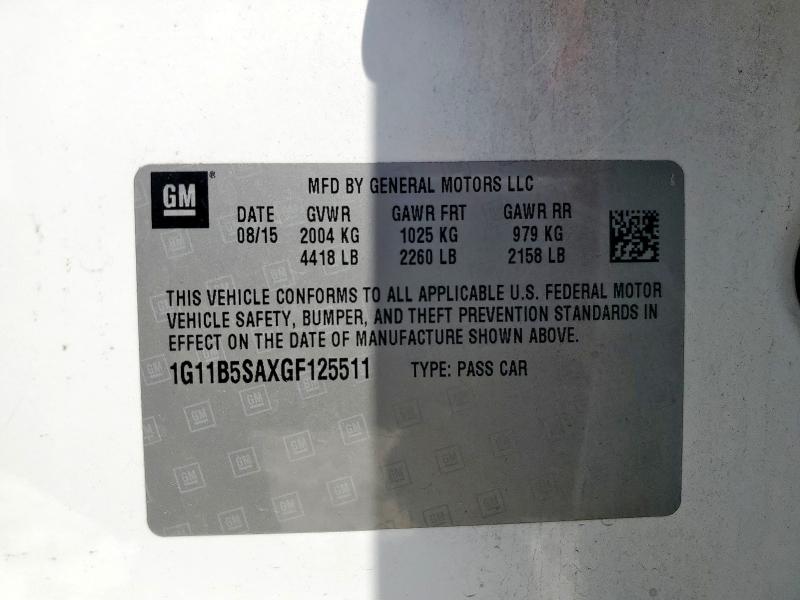 GM ®
MFD BY GENERAL MOTORS LLC
DATE GVWR GAWR FRT GAWR RR
08/15 2004 KG 1025 KG 979 KG
4418 LB 2260 LB 2158 LB
THIS VEHICLE CONFORMS TO ALL APPLICABLE U.S. FEDERAL MOTOR
VEHICLE SAFETY, BUMPER, AND THEFT PREVENTION STANDARDS IN
EFFECT ON THE DATE OF MANUFACTURE SHOWN ABOVE.
1G11B5SAXGF125511 TYPE: PASS CAR